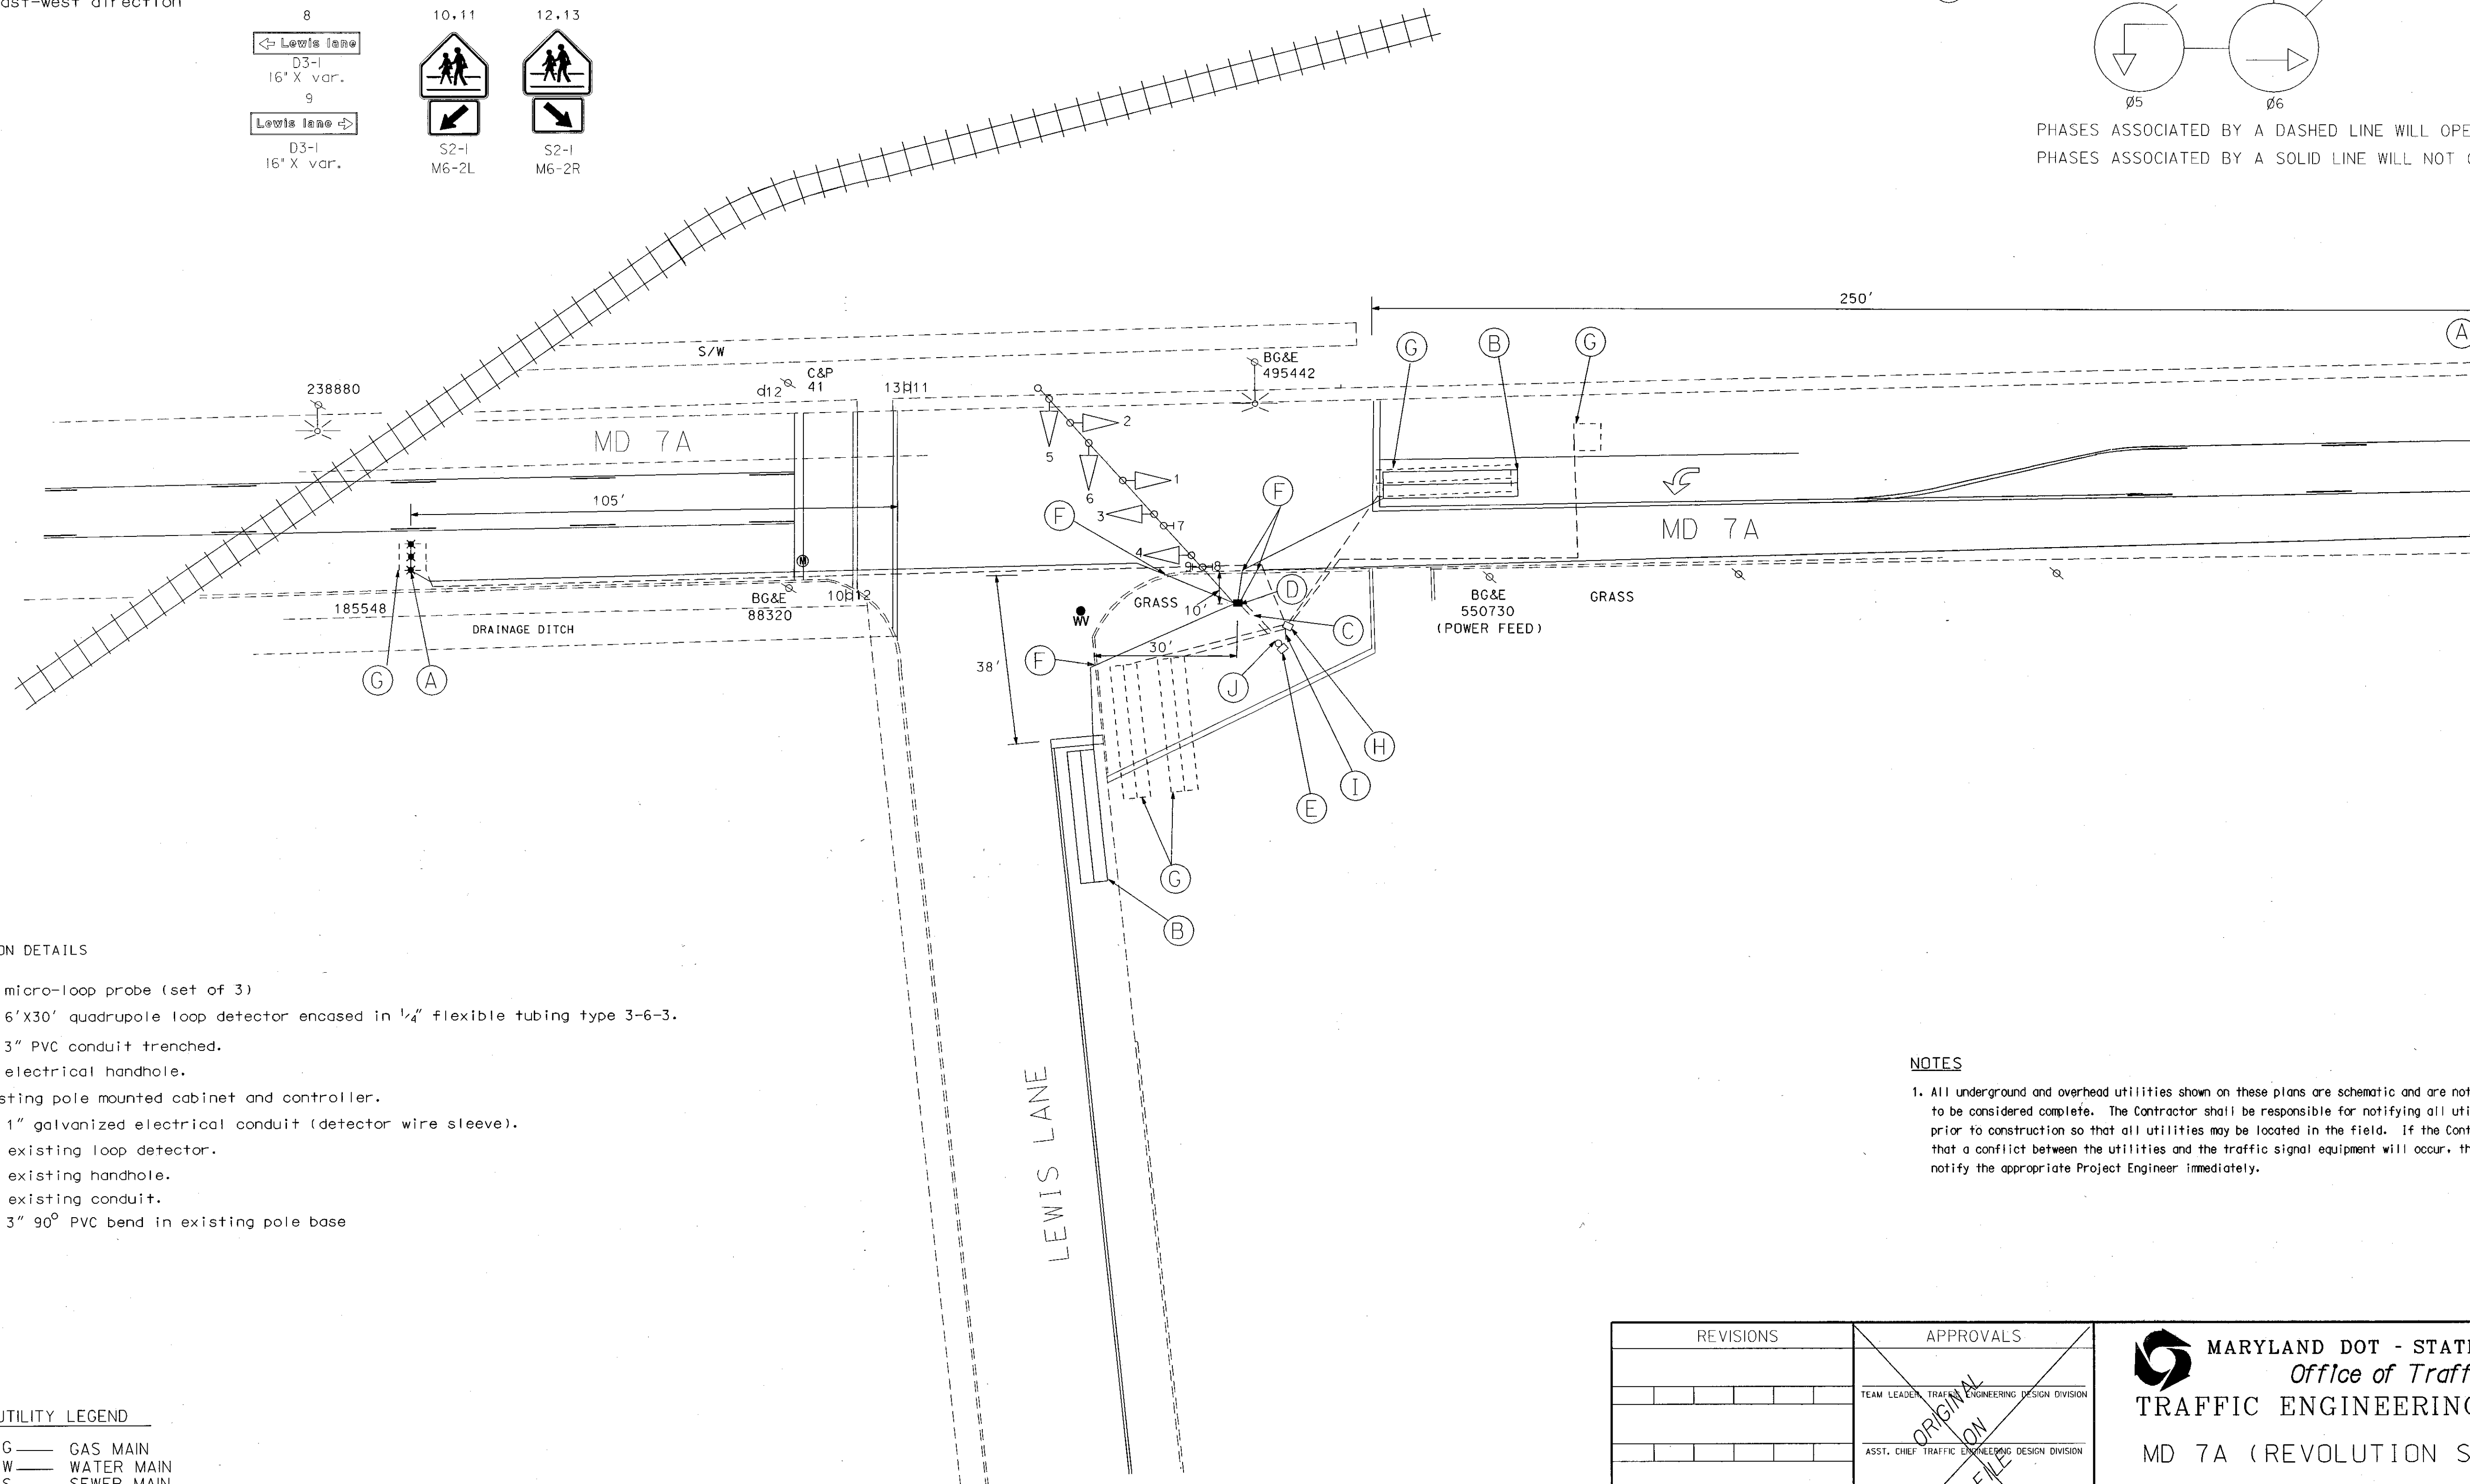 ast-west direction
8
Lewis lane
D3-1
16" X var.
9
Lewis lane
D3-1
16" X var.
10,11
S2-1
M6-2L
12,13
S2-1
M6-2R
Ø5
Ø6
PHASES ASSOCIATED BY A DASHED LINE WILL OPE
PHASES ASSOCIATED BY A SOLID LINE WILL NOT
250'
A
S/W
G
B
G
BG&E
495442
C&P
41
d12
13 d11
238880
MD 7A
2
5
6
1
105'
3
7
F
F
MD 7A
4
M
9
8
185548
DRAINAGE DITCH
BG&E
88320
10 d12
WV
GRASS
10'
D
C
BG&E
550730
(POWER FEED)
GRASS
38'
F
30'
J
G
A
H
I
E
G
B
LEWIS LANE
ON DETAILS
micro-loop probe (set of 3)
6'X30' quadrupole loop detector encased in 1/4" flexible tubing type 3-6-3.
3" PVC conduit trenched.
electrical handhole.
sting pole mounted cabinet and controller.
1" galvanized electrical conduit (detector wire sleeve).
existing loop detector.
existing handhole.
existing conduit.
3" 90° PVC bend in existing pole base
NOTES
1. All underground and overhead utilities shown on these plans are schematic and are not
to be considered complete. The Contractor shall be responsible for notifying all uti
prior to construction so that all utilities may be located in the field. If the Cont
that a conflict between the utilities and the traffic signal equipment will occur, th
notify the appropriate Project Engineer immediately.
UTILITY LEGEND
G GAS MAIN
W WATER MAIN
S SEWER MAIN
REVISIONS
APPROVALS
TEAM LEADER, TRAFFIC ENGINEERING DESIGN DIVISION
ASST. CHIEF TRAFFIC ENGINEERING DESIGN DIVISION
ORIGINAL
ON
FILE
MARYLAND DOT - STAT
Office of Traff
TRAFFIC ENGINEERING
MD 7A (REVOLUTION S